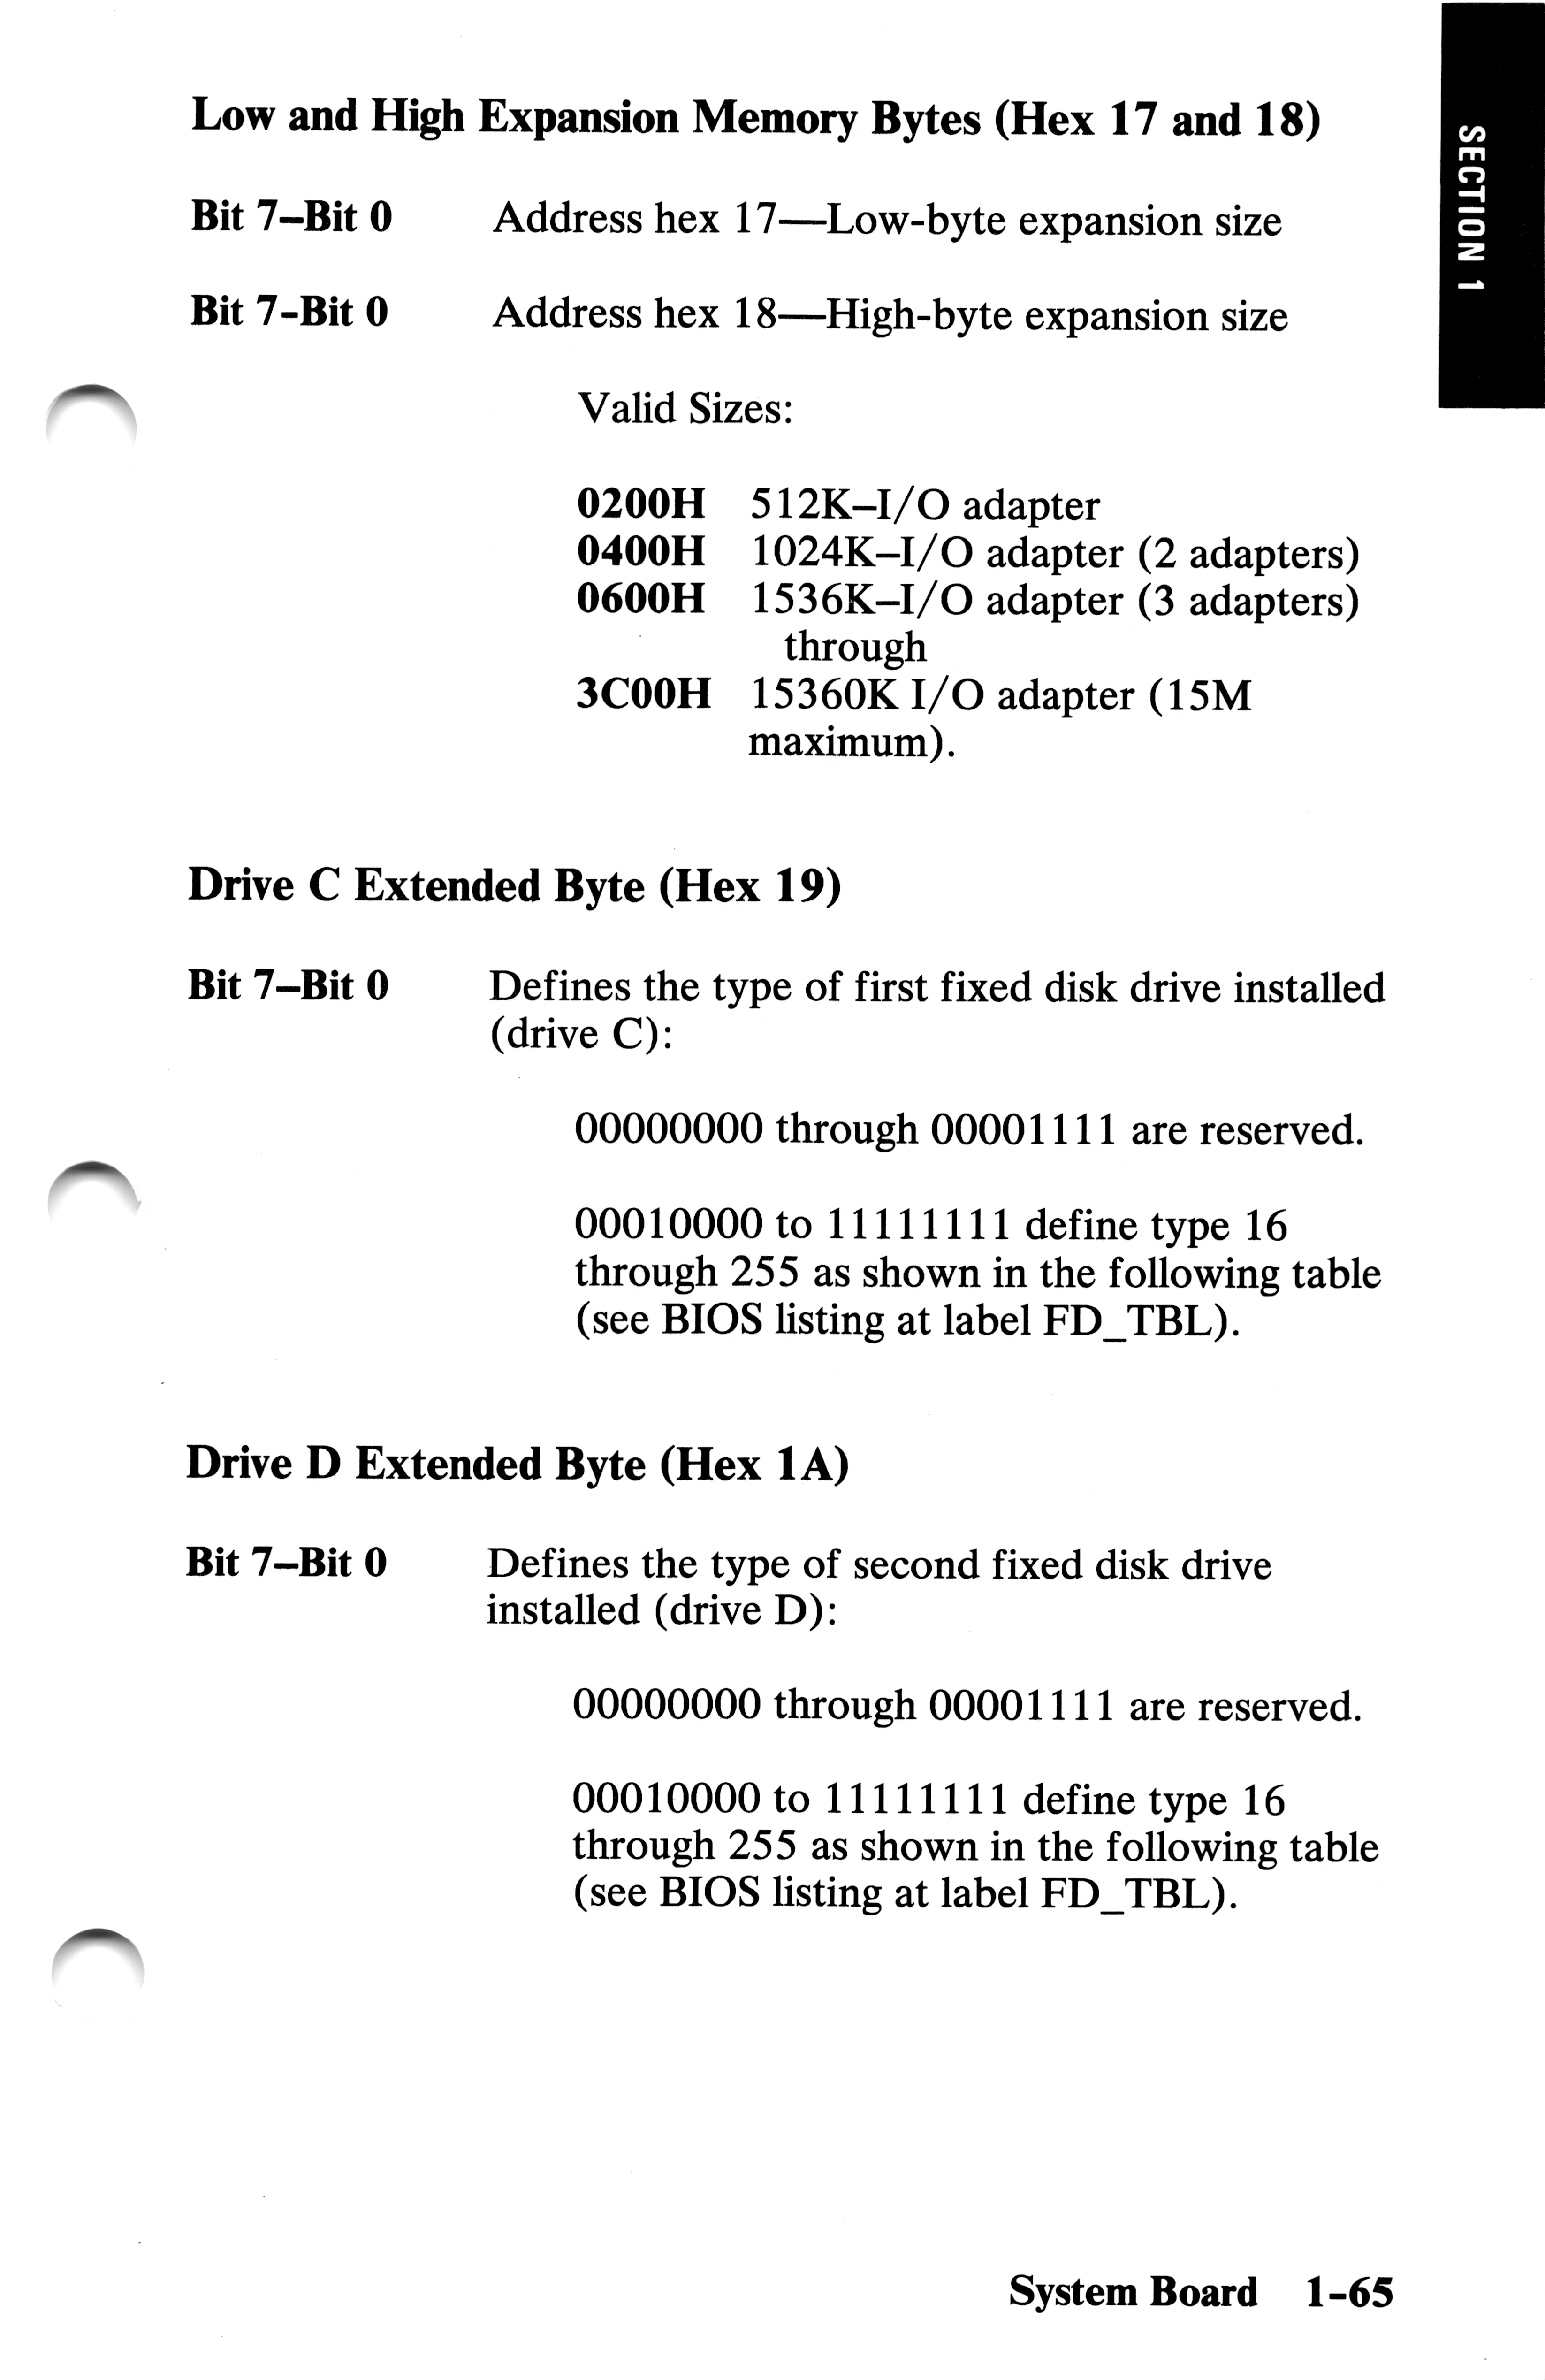 SECTION 1
Low and High Expansion Memory Bytes (Hex 17 and 18)
Bit 7–Bit 0 Address hex 17—Low-byte expansion size
Bit 7-Bit 0 Address hex 18—High-byte expansion size
Valid Sizes:
0200H 512K–I/O adapter
0400H 1024K–I/O adapter (2 adapters)
0600H 1536K–I/O adapter (3 adapters)
through
3C00H 15360K I/O adapter (15M
maximum).
Drive C Extended Byte (Hex 19)
Bit 7–Bit 0 Defines the type of first fixed disk drive installed
(drive C):
00000000 through 00001111 are reserved.
00010000 to 11111111 define type 16
through 255 as shown in the following table
(see BIOS listing at label FD_TBL).
Drive D Extended Byte (Hex 1A)
Bit 7–Bit 0 Defines the type of second fixed disk drive
installed (drive D):
00000000 through 00001111 are reserved.
00010000 to 11111111 define type 16
through 255 as shown in the following table
(see BIOS listing at label FD_TBL).
System Board 1-65